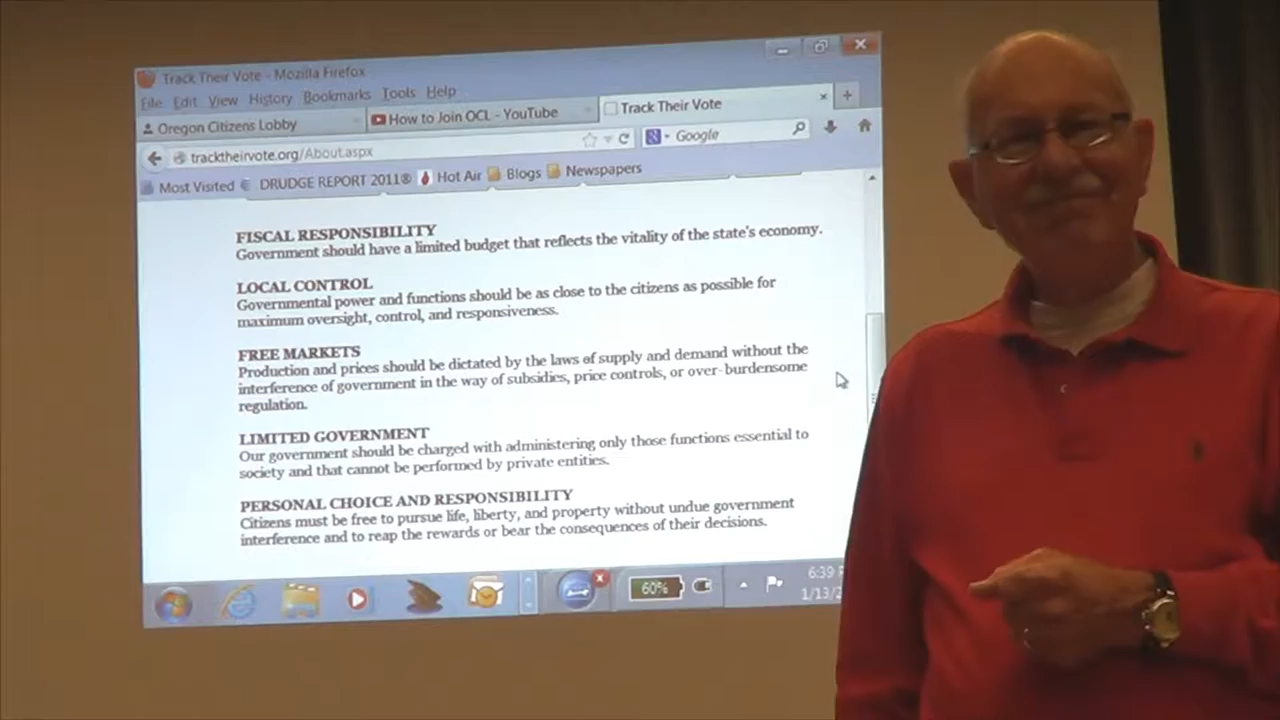 Track Their Vote - Mozilla Firefox
File Edit View History Bookmarks Tools Help
Oregon Citizens Lobby
How to Join OCL - YouTube
Track Their Vote
tracktheirvote.org/About.aspx
Google
Most Visited
DRUDGE REPORT 2011®
Hot Air
Blogs
Newspapers
FISCAL RESPONSIBILITY
Government should have a limited budget that reflects the vitality of the state's economy.
LOCAL CONTROL
Governmental power and functions should be as close to the citizens as possible for
maximum oversight, control, and responsiveness.
FREE MARKETS
Production and prices should be dictated by the laws of supply and demand without the
interference of government in the way of subsidies, price controls, or over-burdensome
regulation.
LIMITED GOVERNMENT
Our government should be charged with administering only those functions essential to
society and that cannot be performed by private entities.
PERSONAL CHOICE AND RESPONSIBILITY
Citizens must be free to pursue life, liberty, and property without undue government
interference and to reap the rewards or bear the consequences of their decisions.
60%
6:39
1/13/2